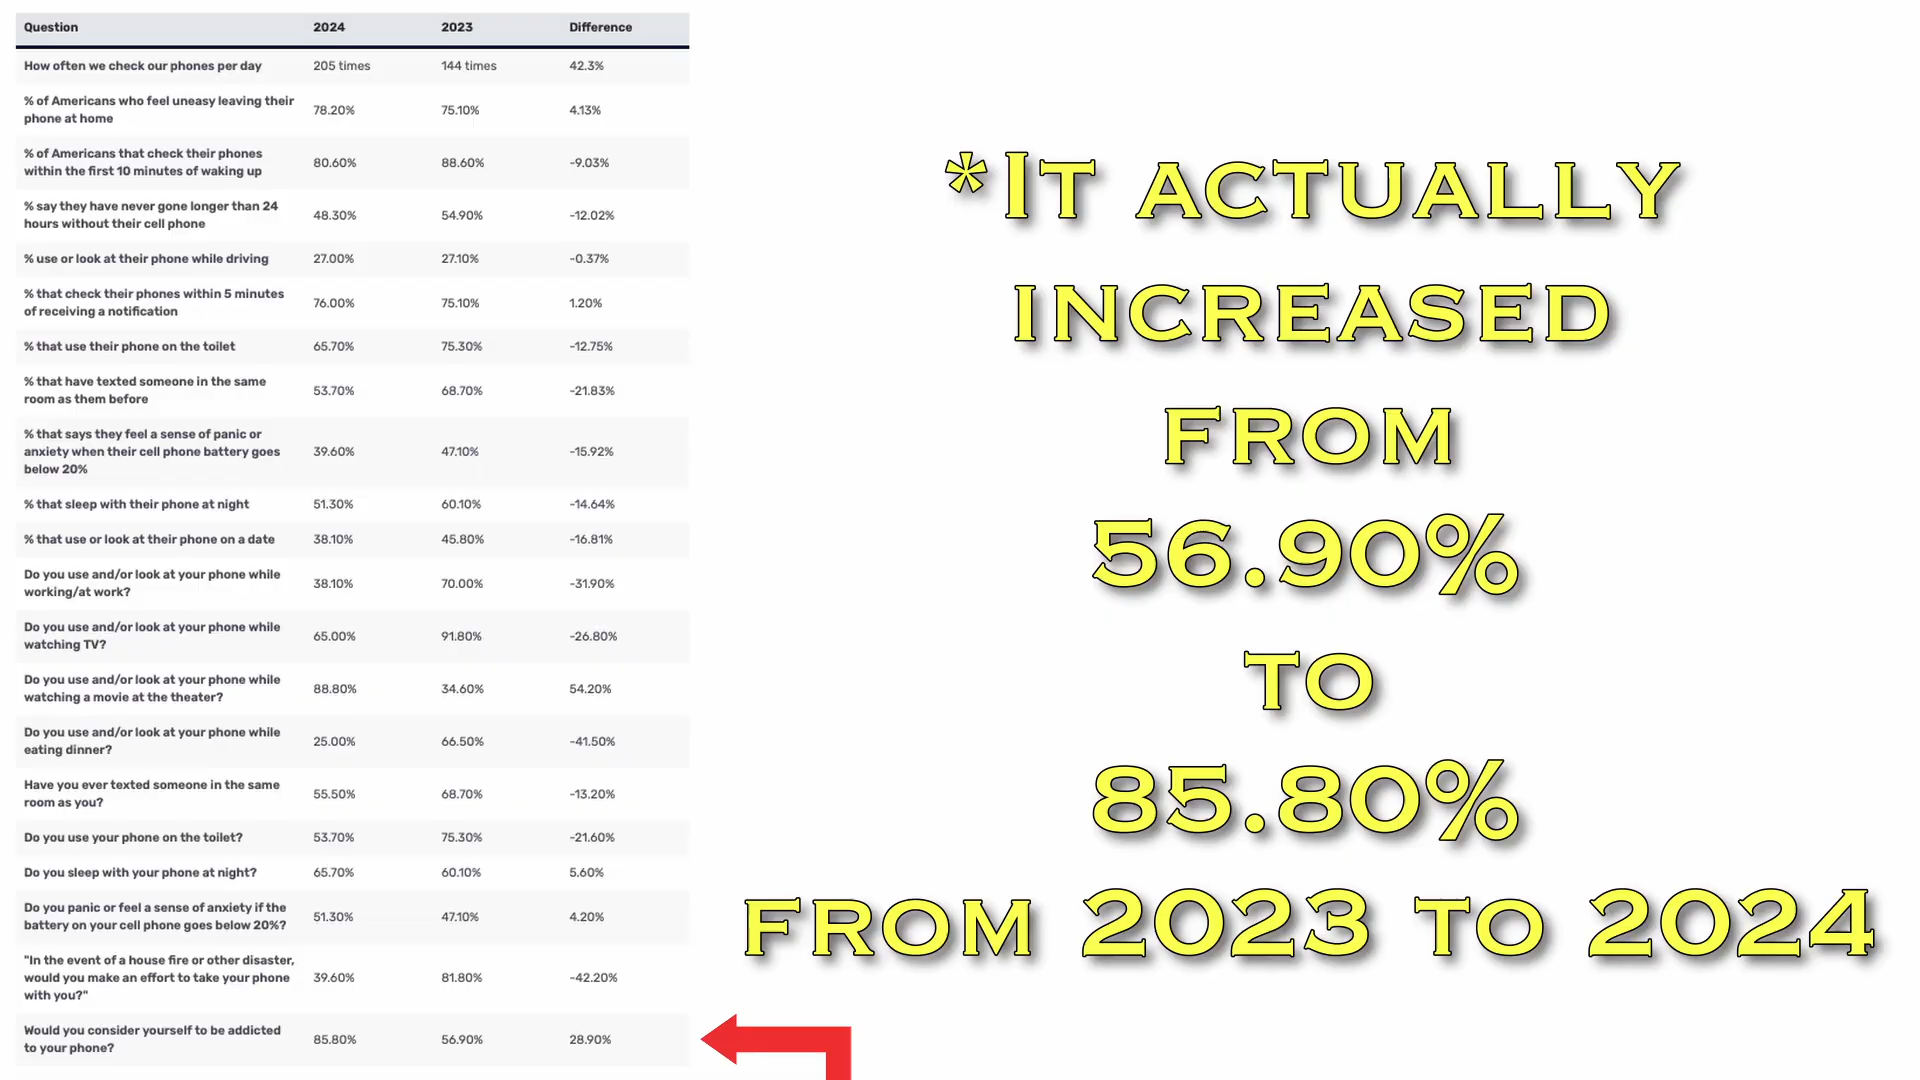 Question 2024 2023 Difference
How often we check our phones per day 205 times 144 times 42.3%
% of Americans who feel uneasy leaving their
phone at home 78.20% 75.10% 4.13%
% of Americans that check their phones
within the first 10 minutes of waking up 80.60% 88.60% -9.03%
% say they have never gone longer than 24
hours without their cell phone 48.30% 54.90% -12.02%
% use or look at their phone while driving 27.00% 27.10% -0.37%
% that check their phones within 5 minutes
of receiving a notification 76.00% 75.10% 1.20%
% that use their phone on the toilet 65.70% 75.30% -12.75%
% that have texted someone in the same
room as them before 53.70% 68.70% -21.83%
% that says they feel a sense of panic or
anxiety when their cell phone battery goes 39.60% 47.10% -15.92%
below 20%
% that sleep with their phone at night 51.30% 60.10% -14.64%
% that use or look at their phone on a date 38.10% 45.80% -16.81%
Do you use and/or look at your phone while
working/at work? 38.10% 70.00% -31.90%
Do you use and/or look at your phone while
watching TV? 65.00% 91.80% -26.80%
Do you use and/or look at your phone while
watching a movie at the theater? 88.80% 34.60% 54.20%
Do you use and/or look at your phone while
eating dinner? 25.00% 66.50% -41.50%
Have you ever texted someone in the same
room as you? 55.50% 68.70% -13.20%
Do you use your phone on the toilet? 53.70% 75.30% -21.60%
Do you sleep with your phone at night? 65.70% 60.10% 5.60%
Do you panic or feel a sense of anxiety if the
battery on your cell phone goes below 20%? 51.30% 47.10% 4.20%
"In the event of a house fire or other disaster,
would you make an effort to take your phone 39.60% 81.80% -42.20%
with you?"
Would you consider yourself to be addicted
to your phone? 85.80% 56.90% 28.90%
*It actually
increased
from
56.90%
to
85.80%
from 2023 to 2024